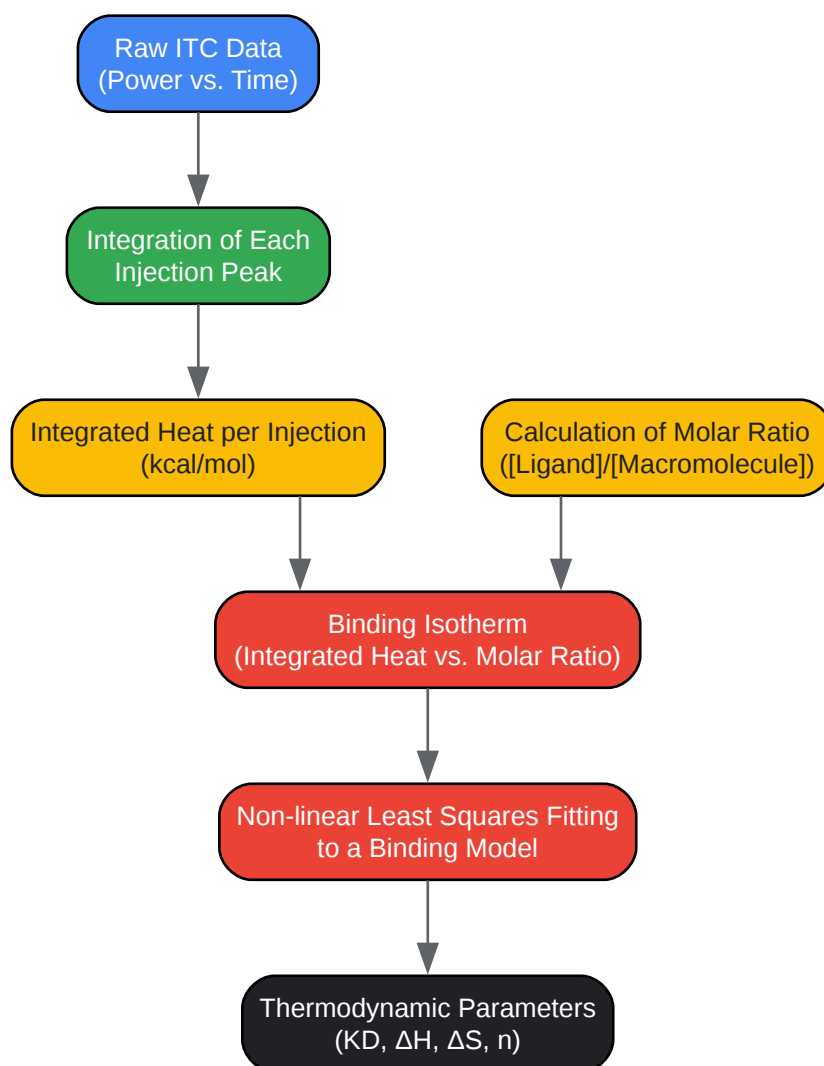 Raw ITC Data
(Power vs. Time)
Integration of Each
Injection Peak
Integrated Heat per Injection
(kcal/mol)
Calculation of Molar Ratio
([Ligand]/[Macromolecule])
Binding Isotherm
(Integrated Heat vs. Molar Ratio)
Non-linear Least Squares Fitting
to a Binding Model
Thermodynamic Parameters
(KD, ΔH, ΔS, n)